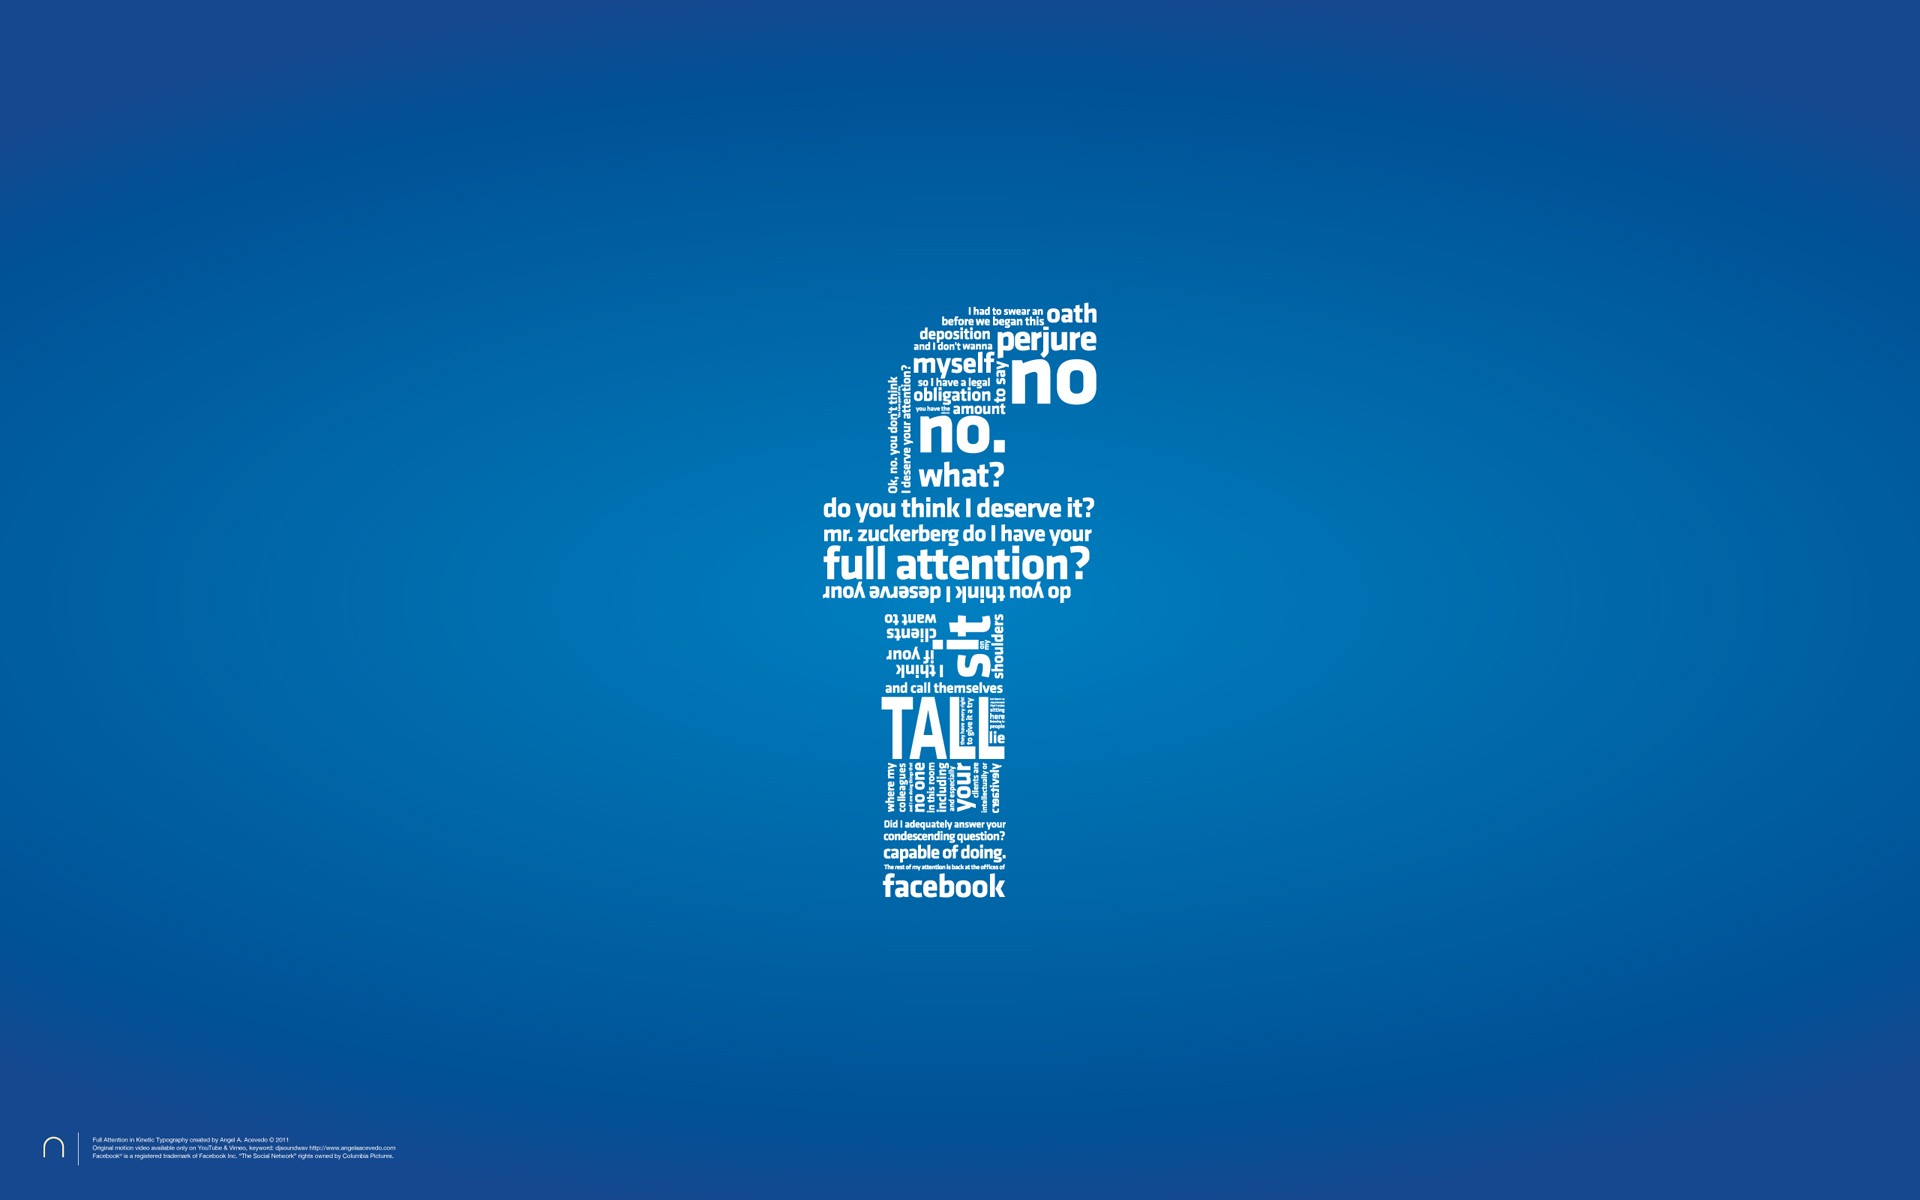 I had to swear an oath
before we began this
deposition
and I don't wanna
perjure
myself
so I have a legal
obligation
to say
no
you have the
amount
no.
Ok, no. you don't think
I deserve your attention?
what?
do you think I deserve it?
mr. zuckerberg do I have your
full attention?
do you think I deserve your
I think
if your
clients
want to
sit
on my
shoulders
and call themselves
TALL
they have every right
to give it a try
sitting
here
people
lie
where my
colleagues
no one
in this room
including
and especially
your
clients are
intellectually or
creatively
Did I adequately answer your
condescending question?
capable of doing.
The rest of my attention is back at the offices of
facebook
Full Attention in Kinetic Typography created by Angel A. Acevedo © 2011
Original motion video available only on YouTube & Vimeo, keyword: djsoundwav http://www.angelaacevedo.com
Facebook® is a registered trademark of Facebook Inc. "The Social Network" rights owned by Columbia Pictures.